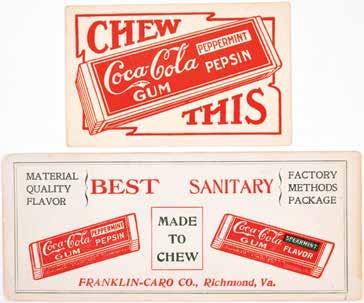 CHEW
Coca-Cola
GUM
PEPPERMINT
PEPSIN
THIS
MATERIAL
QUALITY
FLAVOR
BEST SANITARY
FACTORY
METHODS
PACKAGE
MADE
TO
CHEW
Coca-Cola
GUM
PEPPERMINT
PEPSIN
Coca-Cola
GUM
SPEARMINT
FLAVOR
FRANKLIN-CARO CO., Richmond, Va.